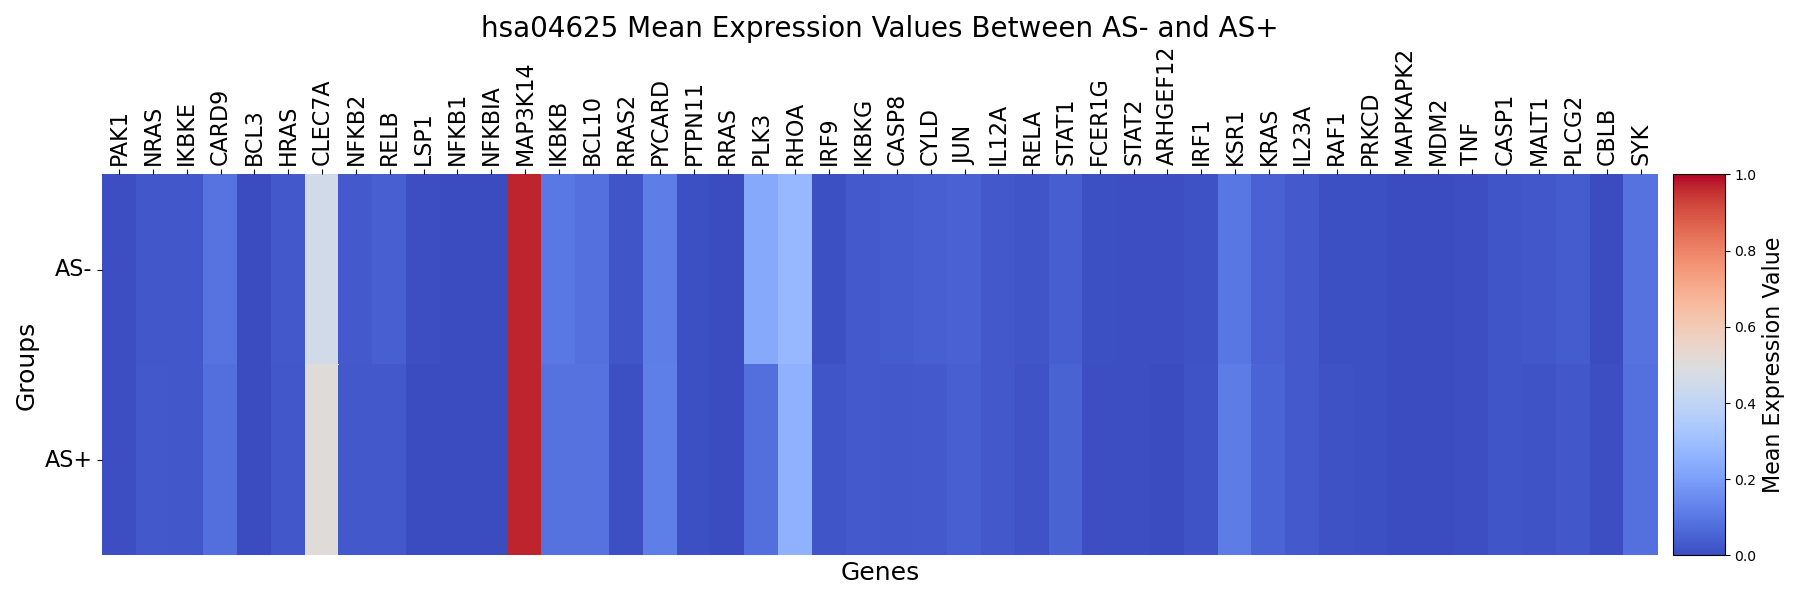 hsa04625 Mean Expression Values Between AS- and AS+
PAK1 NRAS IKBKE CARD9 BCL3 HRAS CLEC7A NFKB2 RELB LSP1 NFKB1 NFKBIA MAP3K14 IKBKB BCL10 RRAS2 PYCARD PTPN11 RRAS PLK3 RHOA IRF9 IKBKG CASP8 CYLD JUN IL12A RELA STAT1 FCER1G STAT2 ARHGEF12 IRF1 KSR1 KRAS IL23A RAF1 PRKCD MAPKAPK2 MDM2 TNF CASP1 MALT1 PLCG2 CBLB SYK
Groups
AS-
AS+
Genes
1.0
0.8
0.6
0.4
0.2
0.0
Mean Expression Value